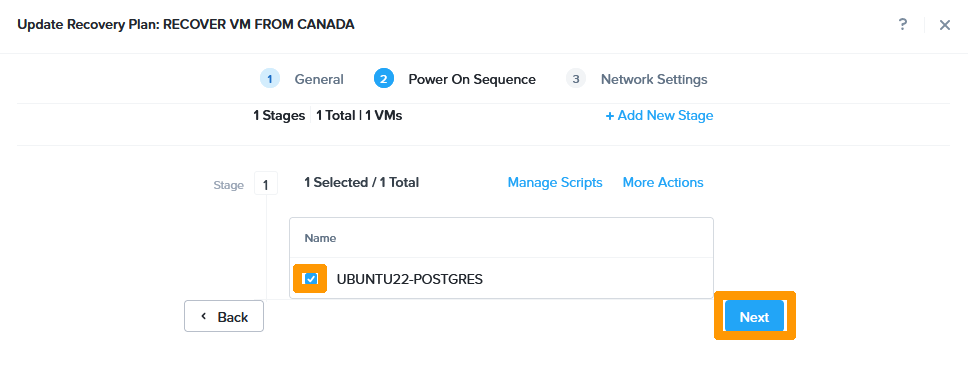 Update Recovery Plan: RECOVER VM FROM CANADA ? ×
1 General 2 Power On Sequence 3 Network Settings
1 Stages 1 Total | 1 VMs + Add New Stage
Stage 1 1 Selected / 1 Total Manage Scripts More Actions
Name
UBUNTU22-POSTGRES
‹ Back Next